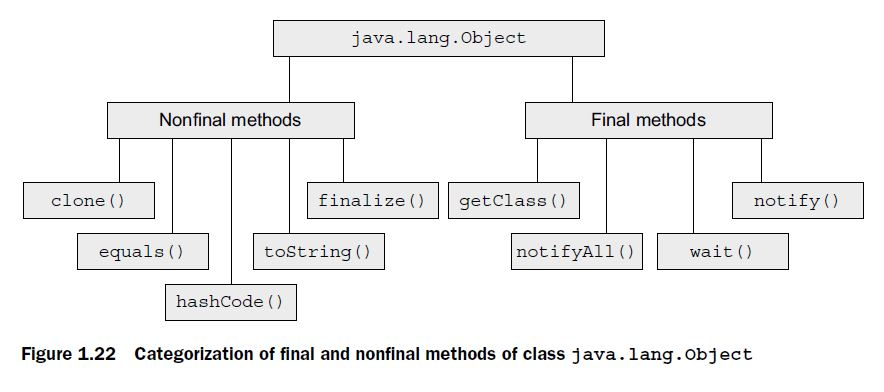 java.lang.Object
Nonfinal methods
Final methods
clone()
finalize()
getClass()
notify()
equals()
toString()
notifyAll()
wait()
hashCode()
Figure 1.22 Categorization of final and nonfinal methods of class java.lang.Object